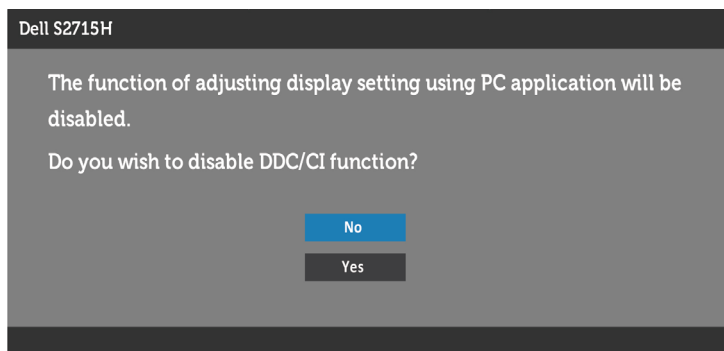 Dell S2715H
The function of adjusting display setting using PC application will be
disabled.
Do you wish to disable DDC/CI function?
No
Yes